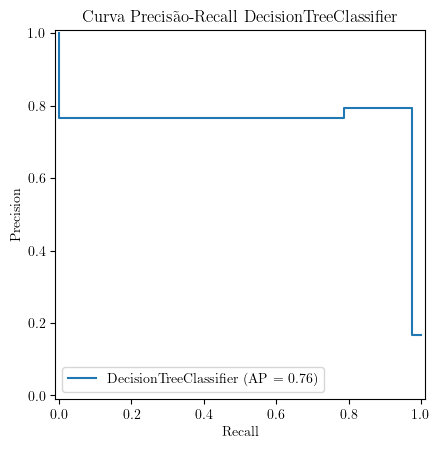 Curva Precisão-Recall DecisionTreeClassifier
1.0
0.8
0.6
0.4
0.2
0.0
Precision
DecisionTreeClassifier (AP = 0.76)
0.0 0.2 0.4 0.6 0.8 1.0
Recall